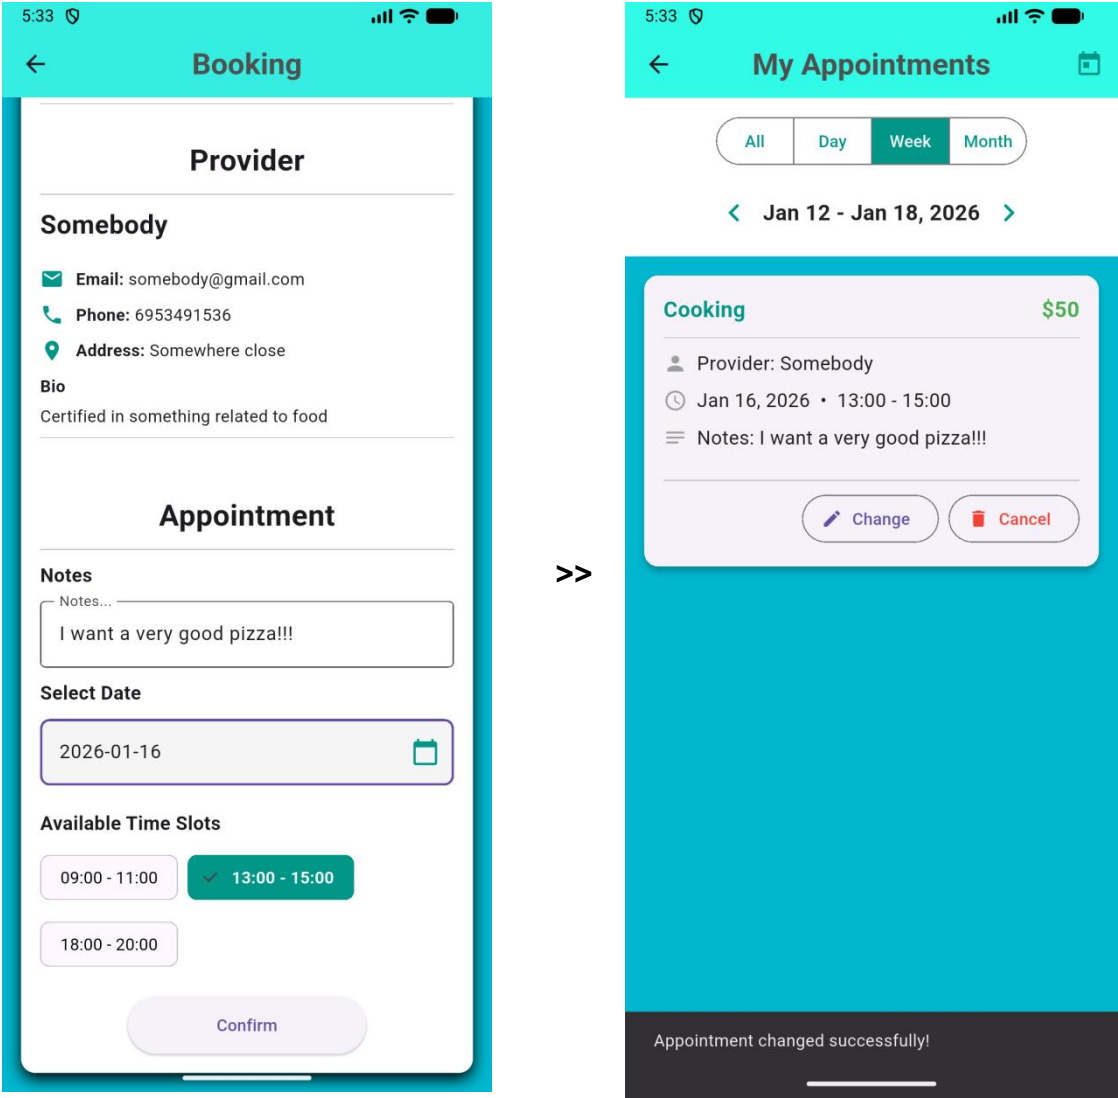 5:33
Booking
Provider
Somebody
Email: somebody@gmail.com
Phone: 6953491536
Address: Somewhere close
Bio
Certified in something related to food
Appointment
Notes
Notes...
I want a very good pizza!!!
Select Date
2026-01-16
Available Time Slots
09:00 - 11:00
13:00 - 15:00
18:00 - 20:00
Confirm
>>
5:33
My Appointments
All
Day
Week
Month
Jan 12 - Jan 18, 2026
Cooking
$50
Provider: Somebody
Jan 16, 2026 • 13:00 - 15:00
Notes: I want a very good pizza!!!
Change
Cancel
Appointment changed successfully!